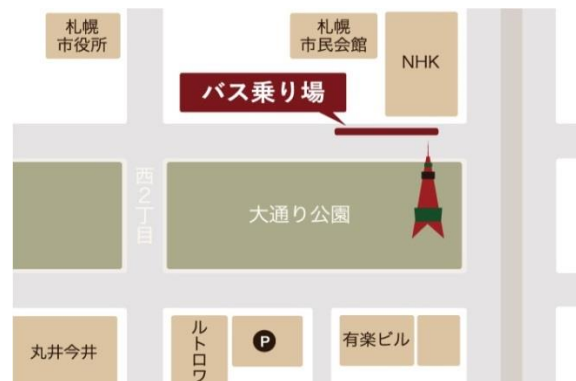 札幌
市役所
札幌
市民会館
NHK
バス乗り場
西2丁目
大通り公園
丸井今井
ルトロワ
P
有楽ビル